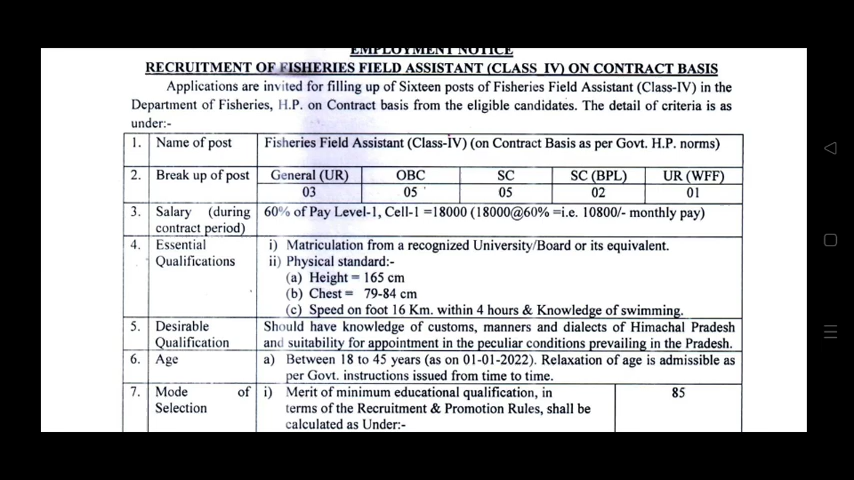 EMPLOYMENT NOTICE
RECRUITMENT OF FISHERIES FIELD ASSISTANT (CLASS IV) ON CONTRACT BASIS
Applications are invited for filling up of Sixteen posts of Fisheries Field Assistant (Class-IV) in the
Department of Fisheries, H.P. on Contract basis from the eligible candidates. The detail of criteria is as
under:-
1. Name of post Fisheries Field Assistant (Class-IV) (on Contract Basis as per Govt. H.P. norms)
2. Break up of post General (UR) OBC SC SC (BPL) UR (WFF)
03 05 05 02 01
3. Salary (during 60% of Pay Level-1, Cell-1 =18000 (18000@60% =i.e. 10800/- monthly pay)
contract period)
4. Essential i) Matriculation from a recognized University/Board or its equivalent.
Qualifications ii) Physical standard:-
(a) Height = 165 cm
(b) Chest = 79-84 cm
(c) Speed on foot 16 Km. within 4 hours & Knowledge of swimming.
5. Desirable Should have knowledge of customs, manners and dialects of Himachal Pradesh
Qualification and suitability for appointment in the peculiar conditions prevailing in the Pradesh.
6. Age a) Between 18 to 45 years (as on 01-01-2022). Relaxation of age is admissible as
per Govt. instructions issued from time to time.
7. Mode of i) Merit of minimum educational qualification, in 85
Selection terms of the Recruitment & Promotion Rules, shall be
calculated as Under:-